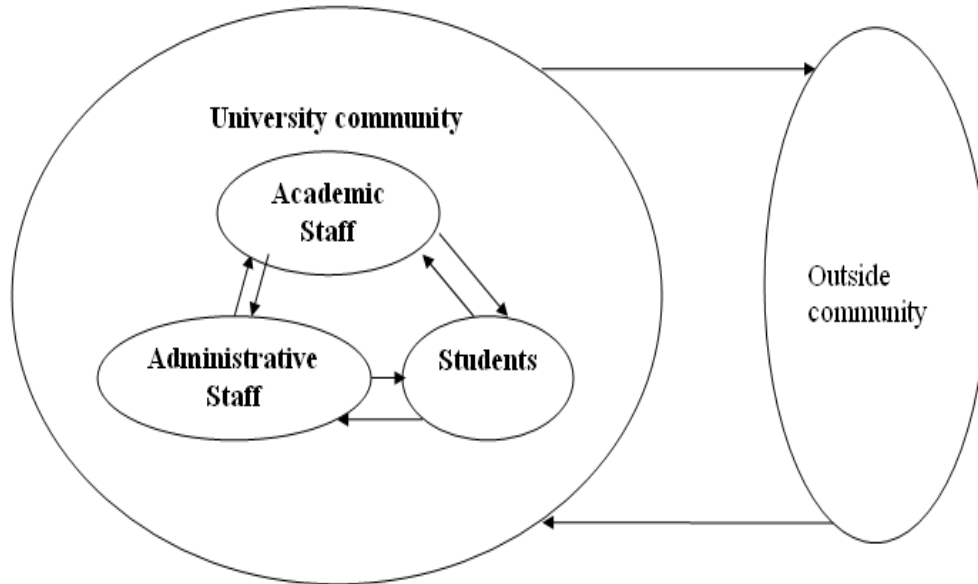 University community
Academic
Staff
Administrative
Staff
Students
Outside
community